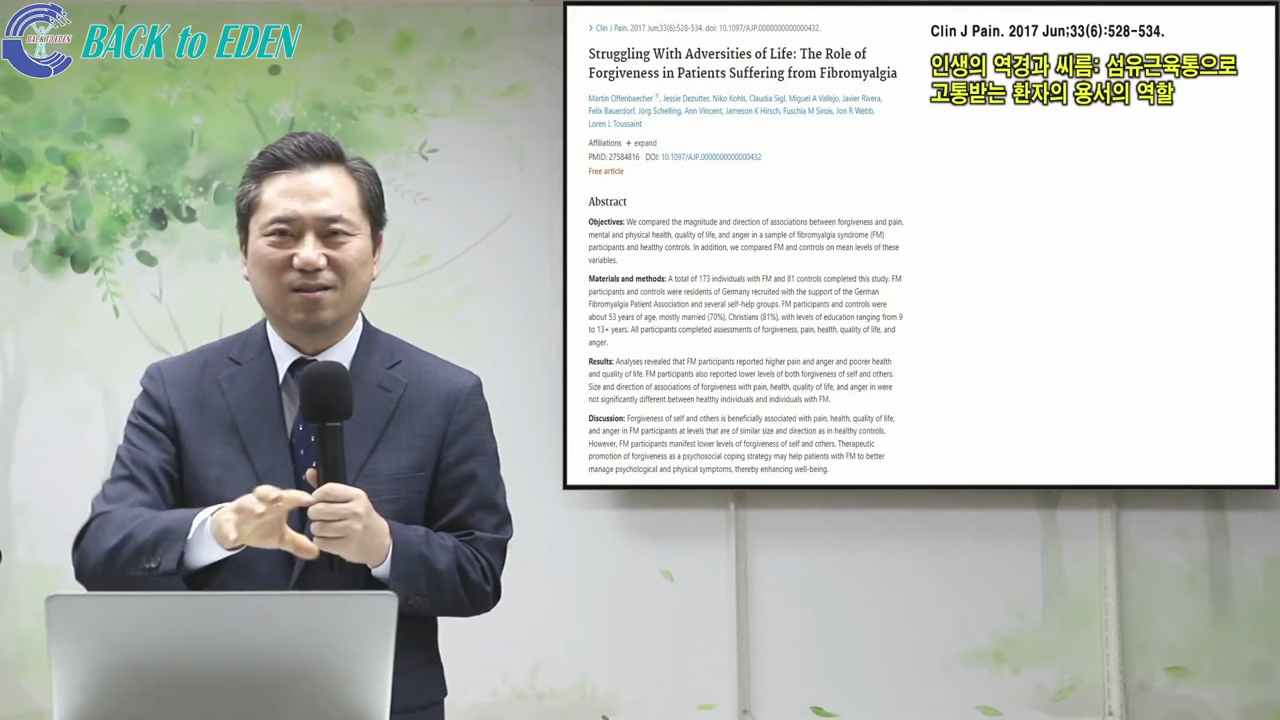 BACK TO EDEN
BACK to EDEN
Clin J Pain. 2017 Jun;33(6):528-534. doi: 10.1097/AJP.0000000000000432.
Struggling With Adversities of Life: The Role of
Forgiveness in Patients Suffering from Fibromyalgia
Martin Offenbaecher 1, Jessie Dezutter, Niko Kohls, Claudia Sigl, Miguel A Vallejo, Javier Rivera,
Felix Bauerdorf, Jörg Schelling, Ann Vincent, Jameson K Hirsch, Fuschia M Sirois, Jon R Webb,
Loren L Toussaint
Affiliations + expand
PMID: 27584816 DOI: 10.1097/AJP.0000000000000432
Free article
Abstract
Objectives: We compared the magnitude and direction of associations between forgiveness and pain,
mental and physical health, quality of life, and anger in a sample of fibromyalgia syndrome (FM)
participants and healthy controls. In addition, we compared FM and controls on mean levels of these
variables.
Materials and methods: A total of 173 individuals with FM and 81 controls completed this study. FM
participants and controls were residents of Germany recruited with the support of the German
Fibromyalgia Patient Association and several self-help groups. FM participants and controls were
about 53 years of age, mostly married (70%), Christians (81%), with levels of education ranging from 9
to 13+ years. All participants completed assessments of forgiveness, pain, health, quality of life, and
anger.
Results: Analyses revealed that FM participants reported higher pain and anger and poorer health
and quality of life. FM participants also reported lower levels of both forgiveness of self and others.
Size and direction of associations of forgiveness with pain, health, quality of life, and anger in were
not significantly different between healthy individuals and individuals with FM.
Discussion: Forgiveness of self and others is beneficially associated with pain, health, quality of life,
and anger in FM participants at levels that are of similar size and direction as in healthy controls.
However, FM participants manifest lower levels of forgiveness of self and others. Therapeutic
promotion of forgiveness as a psychosocial coping strategy may help patients with FM to better
manage psychological and physical symptoms, thereby enhancing well-being.
Clin J Pain. 2017 Jun;33(6):528-534.
인생의 역경과 씨름: 섬유근육통으로
고통받는 환자의 용서의 역할